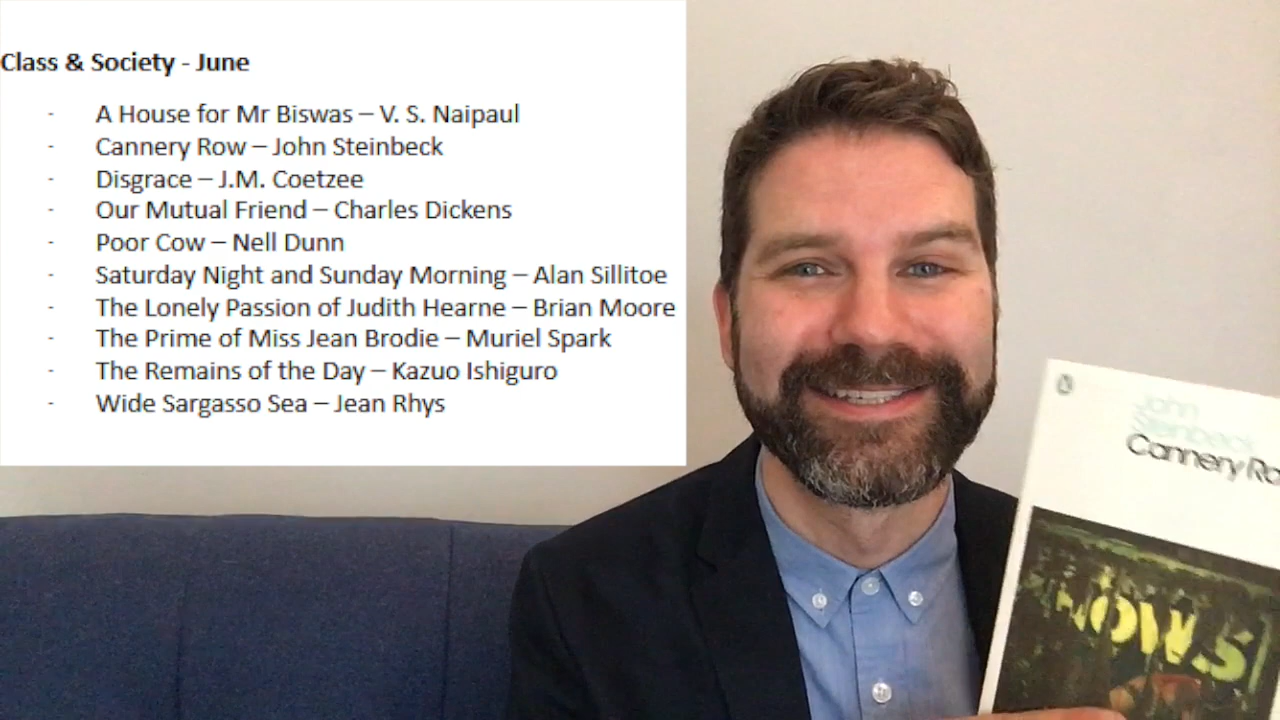 Class & Society - June
- A House for Mr Biswas – V. S. Naipaul
- Cannery Row – John Steinbeck
- Disgrace – J.M. Coetzee
- Our Mutual Friend – Charles Dickens
- Poor Cow – Nell Dunn
- Saturday Night and Sunday Morning – Alan Sillitoe
- The Lonely Passion of Judith Hearne – Brian Moore
- The Prime of Miss Jean Brodie – Muriel Spark
- The Remains of the Day – Kazuo Ishiguro
- Wide Sargasso Sea – Jean Rhys
John
Steinbeck
Cannery Ro